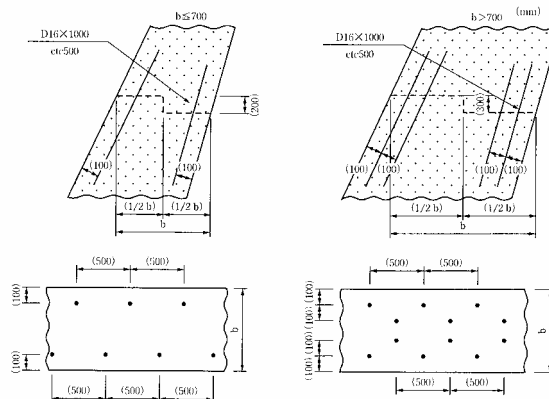 b≤700
D16×1000
ctc500
(200)
(100)
(100)
(1/2 b)
(1/2 b)
b
b>700
(mm)
D16×1000
ctc500
(300)
(100)
(100)
(100)
(100)
(1/2 b)
(1/2 b)
b
(500)
(500)
(100)
(100)
b
(500)
(500)
(500)
(500)
(500)
(100)
(100)
(100)
(100)
b
(500)
(500)